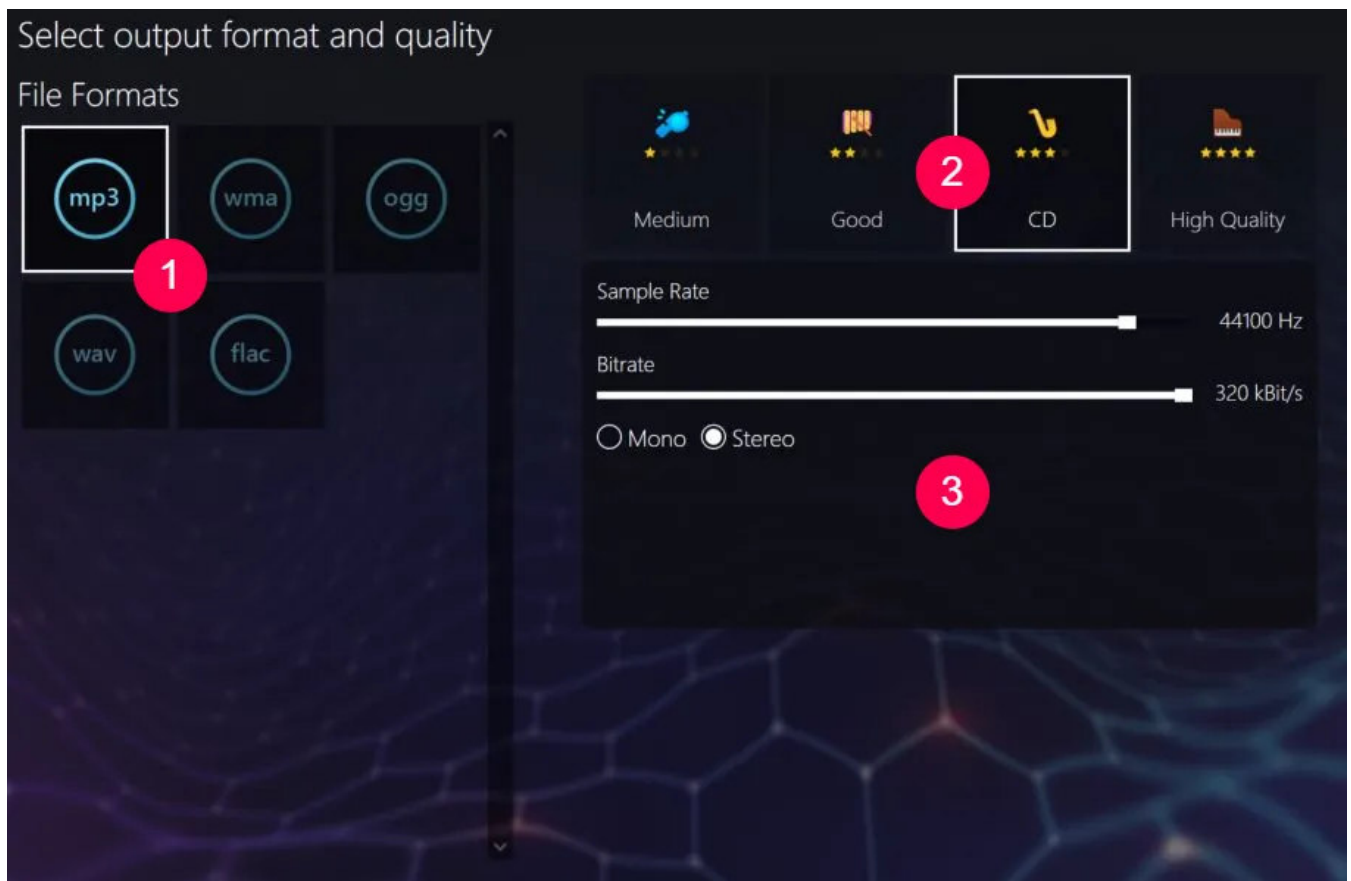 Select output format and quality
File Formats
mp3 wma ogg
1
wav flac
2
Medium Good CD High Quality
Sample Rate
44100 Hz
Bitrate
320 kBit/s
Mono Stereo
3